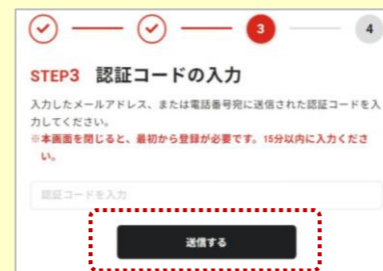 3 4
STEP3 認証コードの入力
入力したメールアドレス、または電話番号宛に送信された認証コードを入
力してください。
※本画面を閉じると、最初から登録が必要です。15分以内に入力くださ
い。
認証コードを入力
送信する